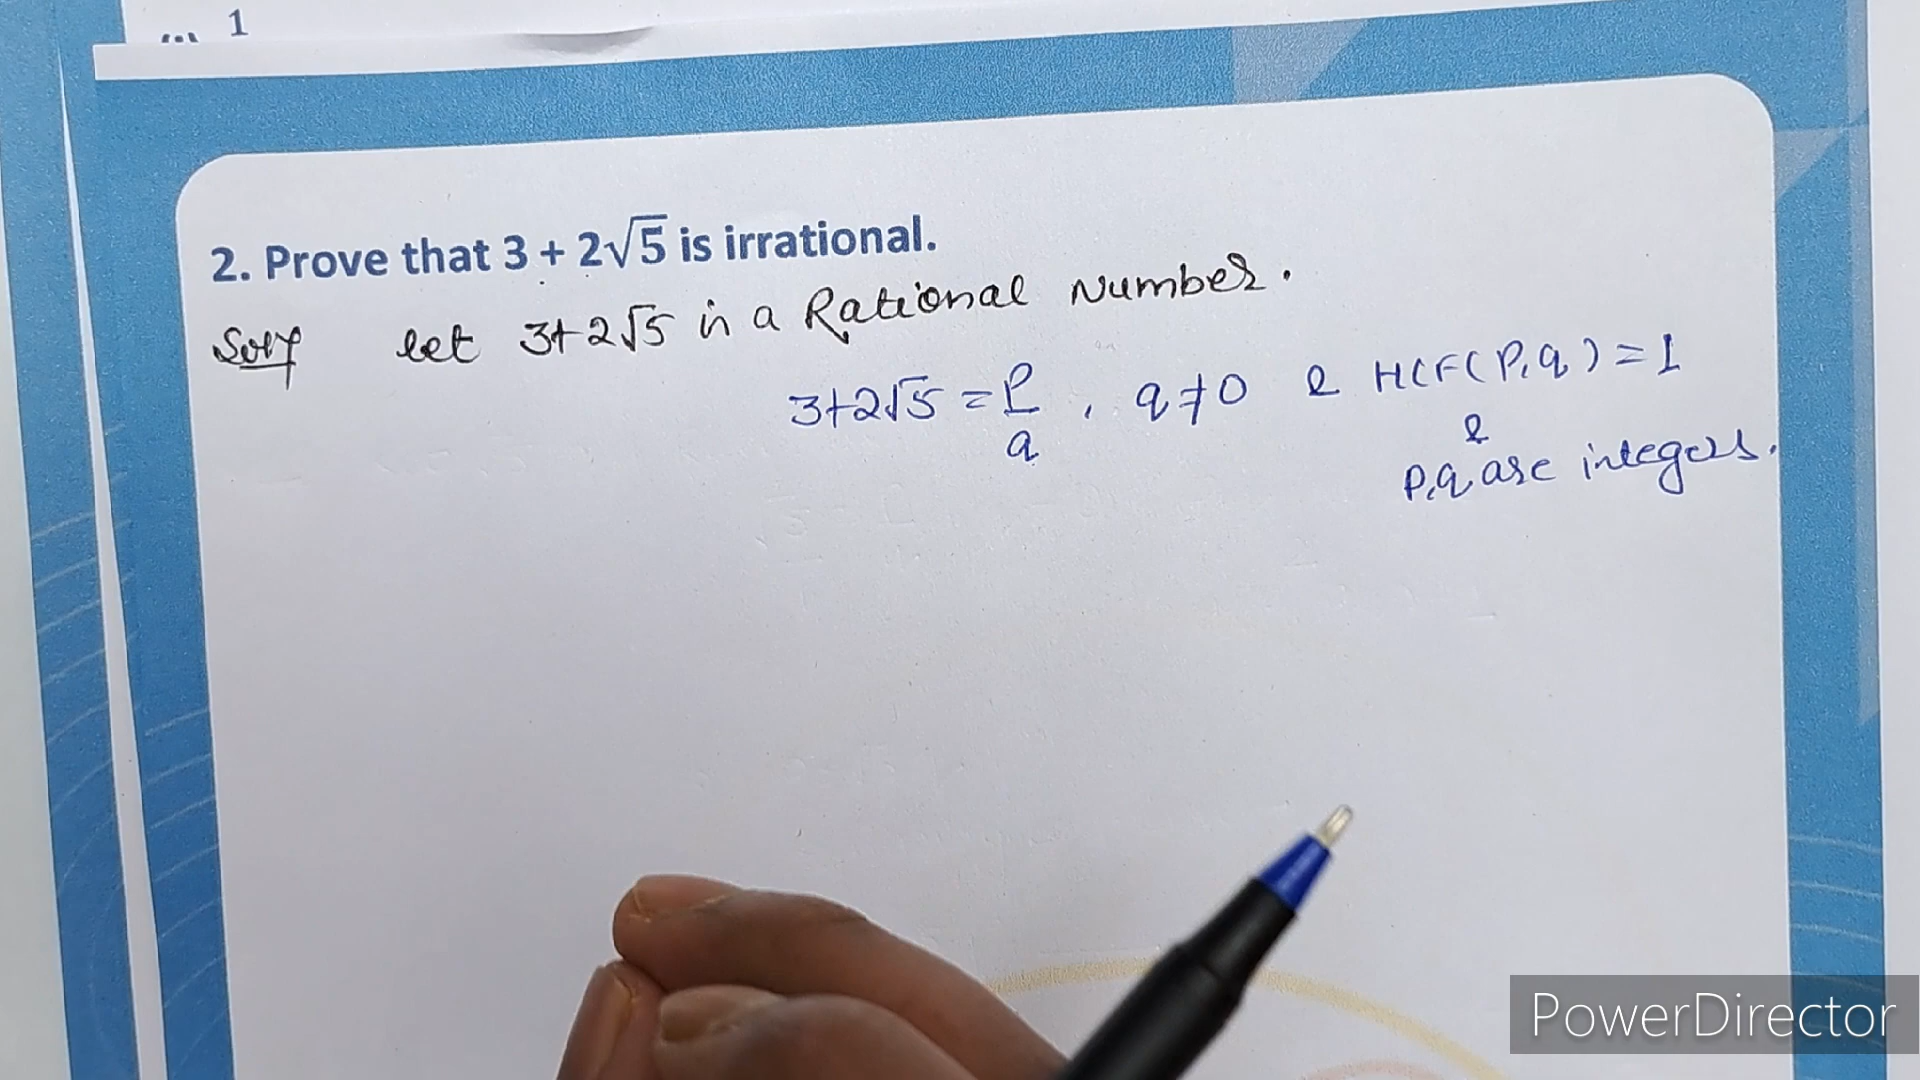 1
2. Prove that 3 + 2√5 is irrational.
Soln let 3+2√5 is a Rational Number.
3+2√5 = p/q , q≠0 & HCF(P,q)=1
&
P,q are integers.
PowerDirector